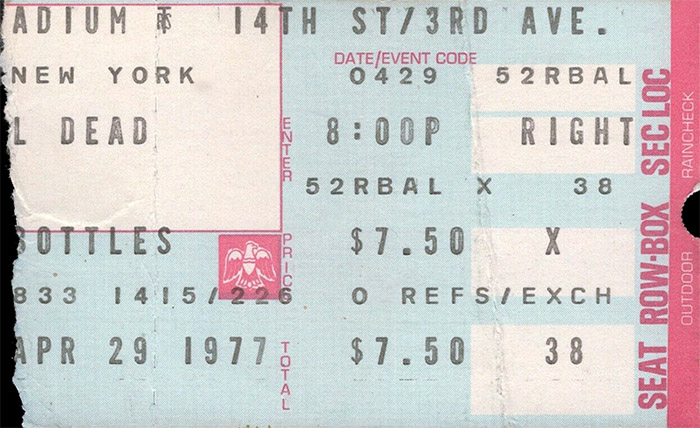 ADIUM TRS 14TH ST/3RD AVE.
DATE/EVENT CODE
NEW YORK 0429 52RBAL
L DEAD 8:00P RIGHT
ENTER
52RBAL X 38
BOTTLES $7.50 X
PRICE
833 1415/226 0 REFS/EXCH
APR 29 1977 $7.50 38
TOTAL
SEAT ROW-BOX SEC LOC
OUTDOOR RAINCHECK